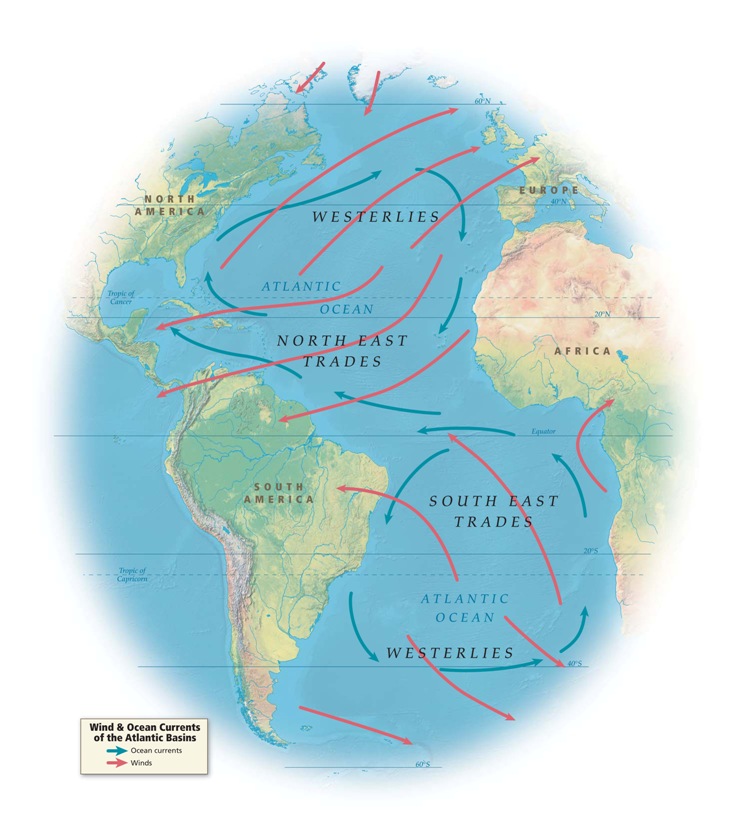 60°N
NORTH
AMERICA
EUROPE
40°N
WESTERLIES
ATLANTIC
OCEAN
Tropic of
Cancer
20°N
NORTH EAST
TRADES
AFRICA
Equator
SOUTH
AMERICA
SOUTH EAST
TRADES
20°S
Tropic of
Capricorn
ATLANTIC
OCEAN
WESTERLIES
40°S
60°S
Wind & Ocean Currents
of the Atlantic Basins
Ocean currents
Winds